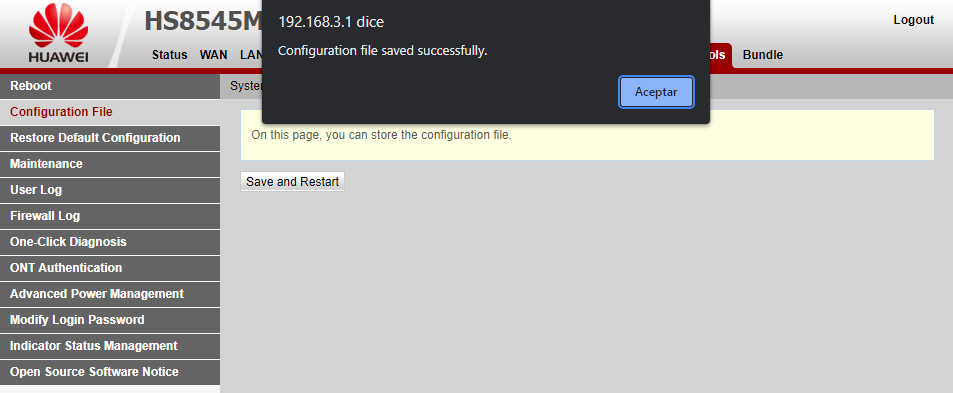 HUAWEI
HS8545M
192.168.3.1 dice
Configuration file saved successfully.
Aceptar
Logout
Status WAN LAN ols Bundle
Reboot
Configuration File
Restore Default Configuration
Maintenance
User Log
Firewall Log
One-Click Diagnosis
ONT Authentication
Advanced Power Management
Modify Login Password
Indicator Status Management
Open Source Software Notice
System
On this page, you can store the configuration file.
Save and Restart